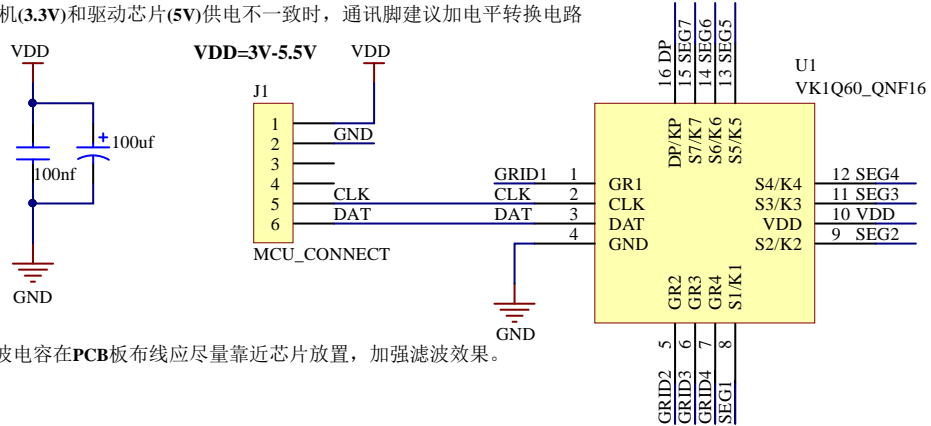 机(3.3V)和驱动芯片(5V)供电不一致时，通讯脚建议加电平转换电路
VDD
VDD=3V-5.5V
VDD
100uf
100nf
GND
J1
1
2
3
4
5
6
GND
CLK
DAT
MCU_CONNECT
U1
VK1Q60_QNF16
16 DP
15 SEG7
14 SEG6
13 SEG5
DP/KP
S7/K7
S6/K6
S5/K5
GRID1 1 GR1
CLK 2 CLK
DAT 3 DAT
4 GND
GND
S4/K4 12 SEG4
S3/K3 11 SEG3
VDD 10 VDD
S2/K2 9 SEG2
GR2
GR3
GR4
S1/K1
GRID2 5
GRID3 6
GRID4 7
SEG1 8
波电容在PCB板布线应尽量靠近芯片放置，加强滤波效果。